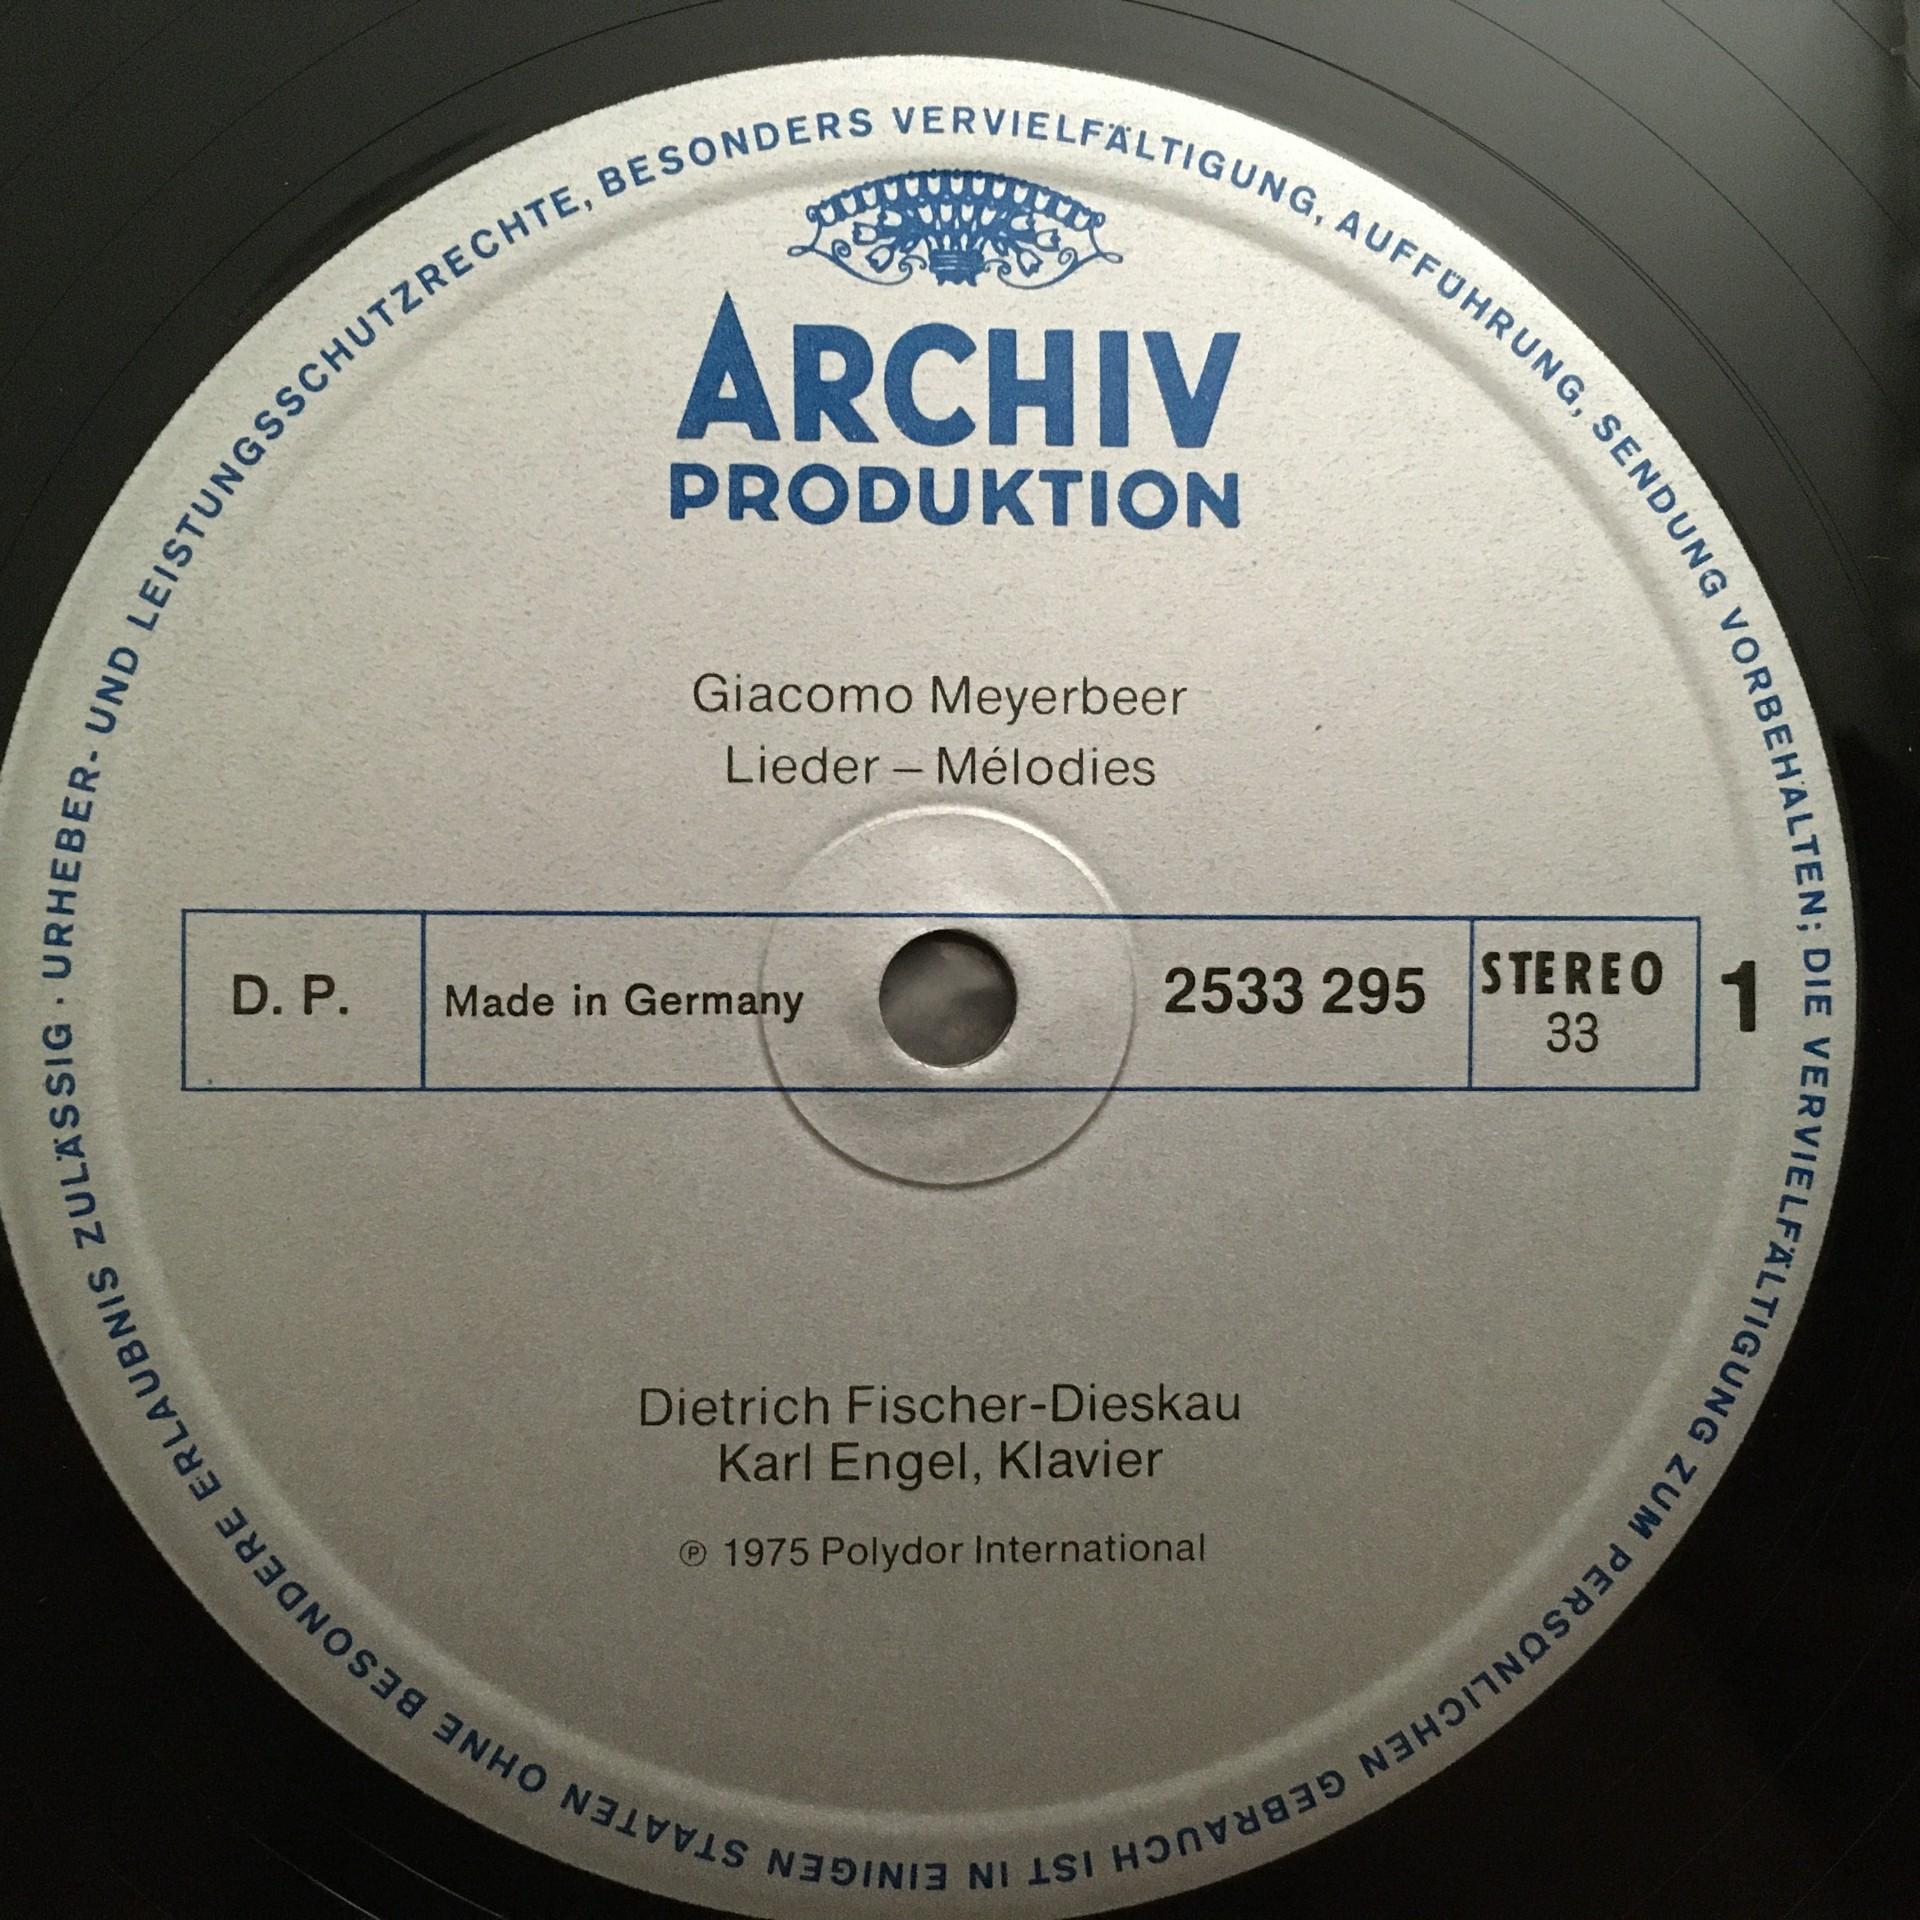 URHEBER- UND LEISTUNGSSCHUTZRECHTE, BESONDERS VERVIELFÄLTIGUNG, AUFFÜHRUNG, SENDUNG VORBEHALTEN; DIE VERVIELFÄLTIGUNG ZUM PERSÖNLICHEN GEBRAUCH IST IN EINIGEN STAATEN OHNE BESONDERE ERLAUBNIS ZULÄSSIG ·
ARCHIV
PRODUKTION
Giacomo Meyerbeer
Lieder – Mélodies
D. P. Made in Germany 2533 295 STEREO 1
33
Dietrich Fischer-Dieskau
Karl Engel, Klavier
℗ 1975 Polydor International